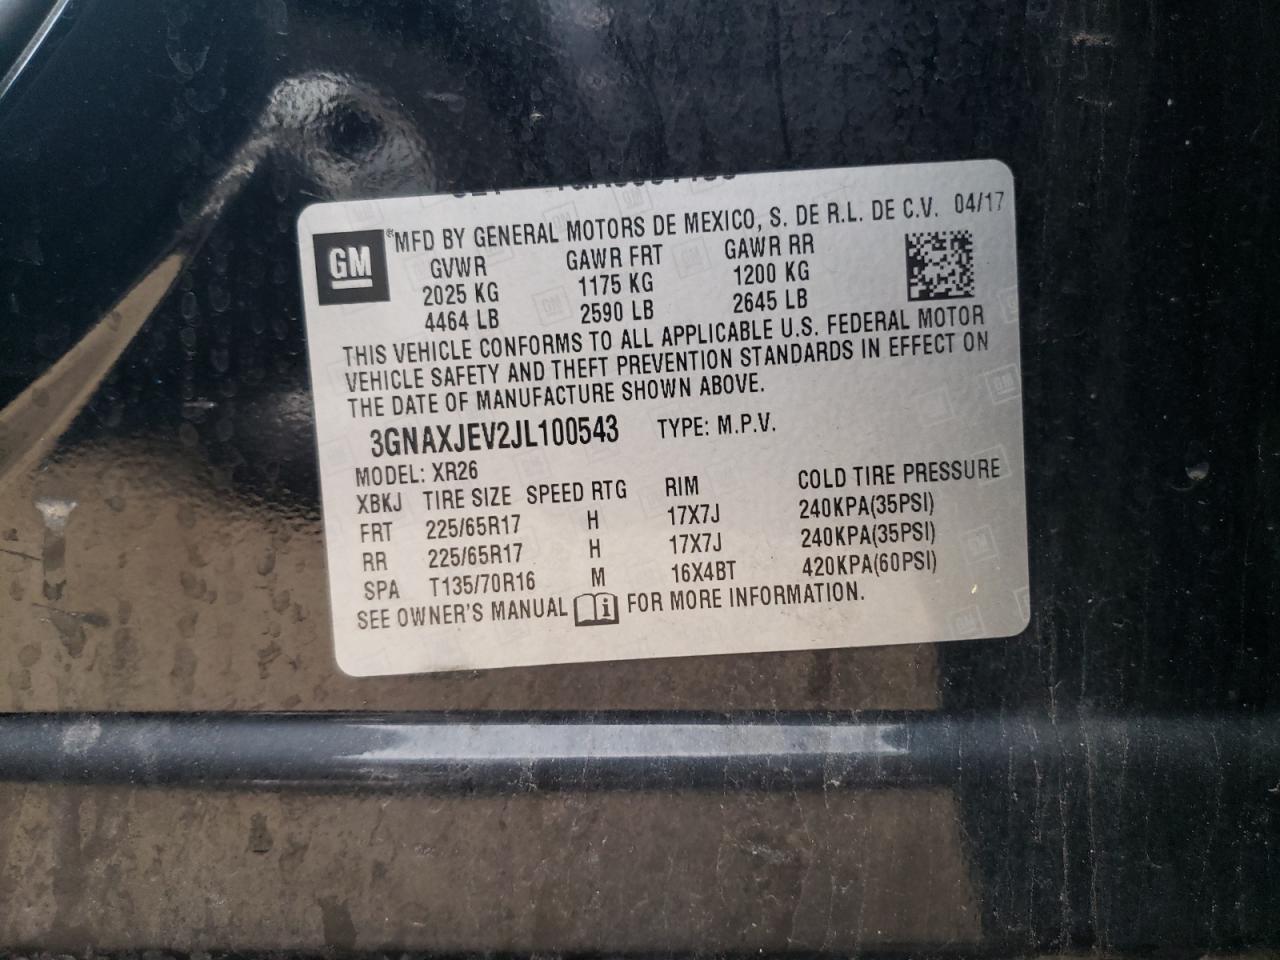 MFD BY GENERAL MOTORS DE MEXICO, S. DE R.L. DE C.V. 04/17
GM
GVWR GAWR FRT GAWR RR
2025 KG 1175 KG 1200 KG
4464 LB 2590 LB 2645 LB
THIS VEHICLE CONFORMS TO ALL APPLICABLE U.S. FEDERAL MOTOR
VEHICLE SAFETY AND THEFT PREVENTION STANDARDS IN EFFECT ON
THE DATE OF MANUFACTURE SHOWN ABOVE.
3GNAXJEV2JL100543 TYPE: M.P.V.
MODEL: XR26
XBKJ TIRE SIZE SPEED RTG RIM COLD TIRE PRESSURE
FRT 225/65R17 H 17X7J 240KPA(35PSI)
RR 225/65R17 H 17X7J 240KPA(35PSI)
SPA T135/70R16 M 16X4BT 420KPA(60PSI)
SEE OWNER'S MANUAL FOR MORE INFORMATION.